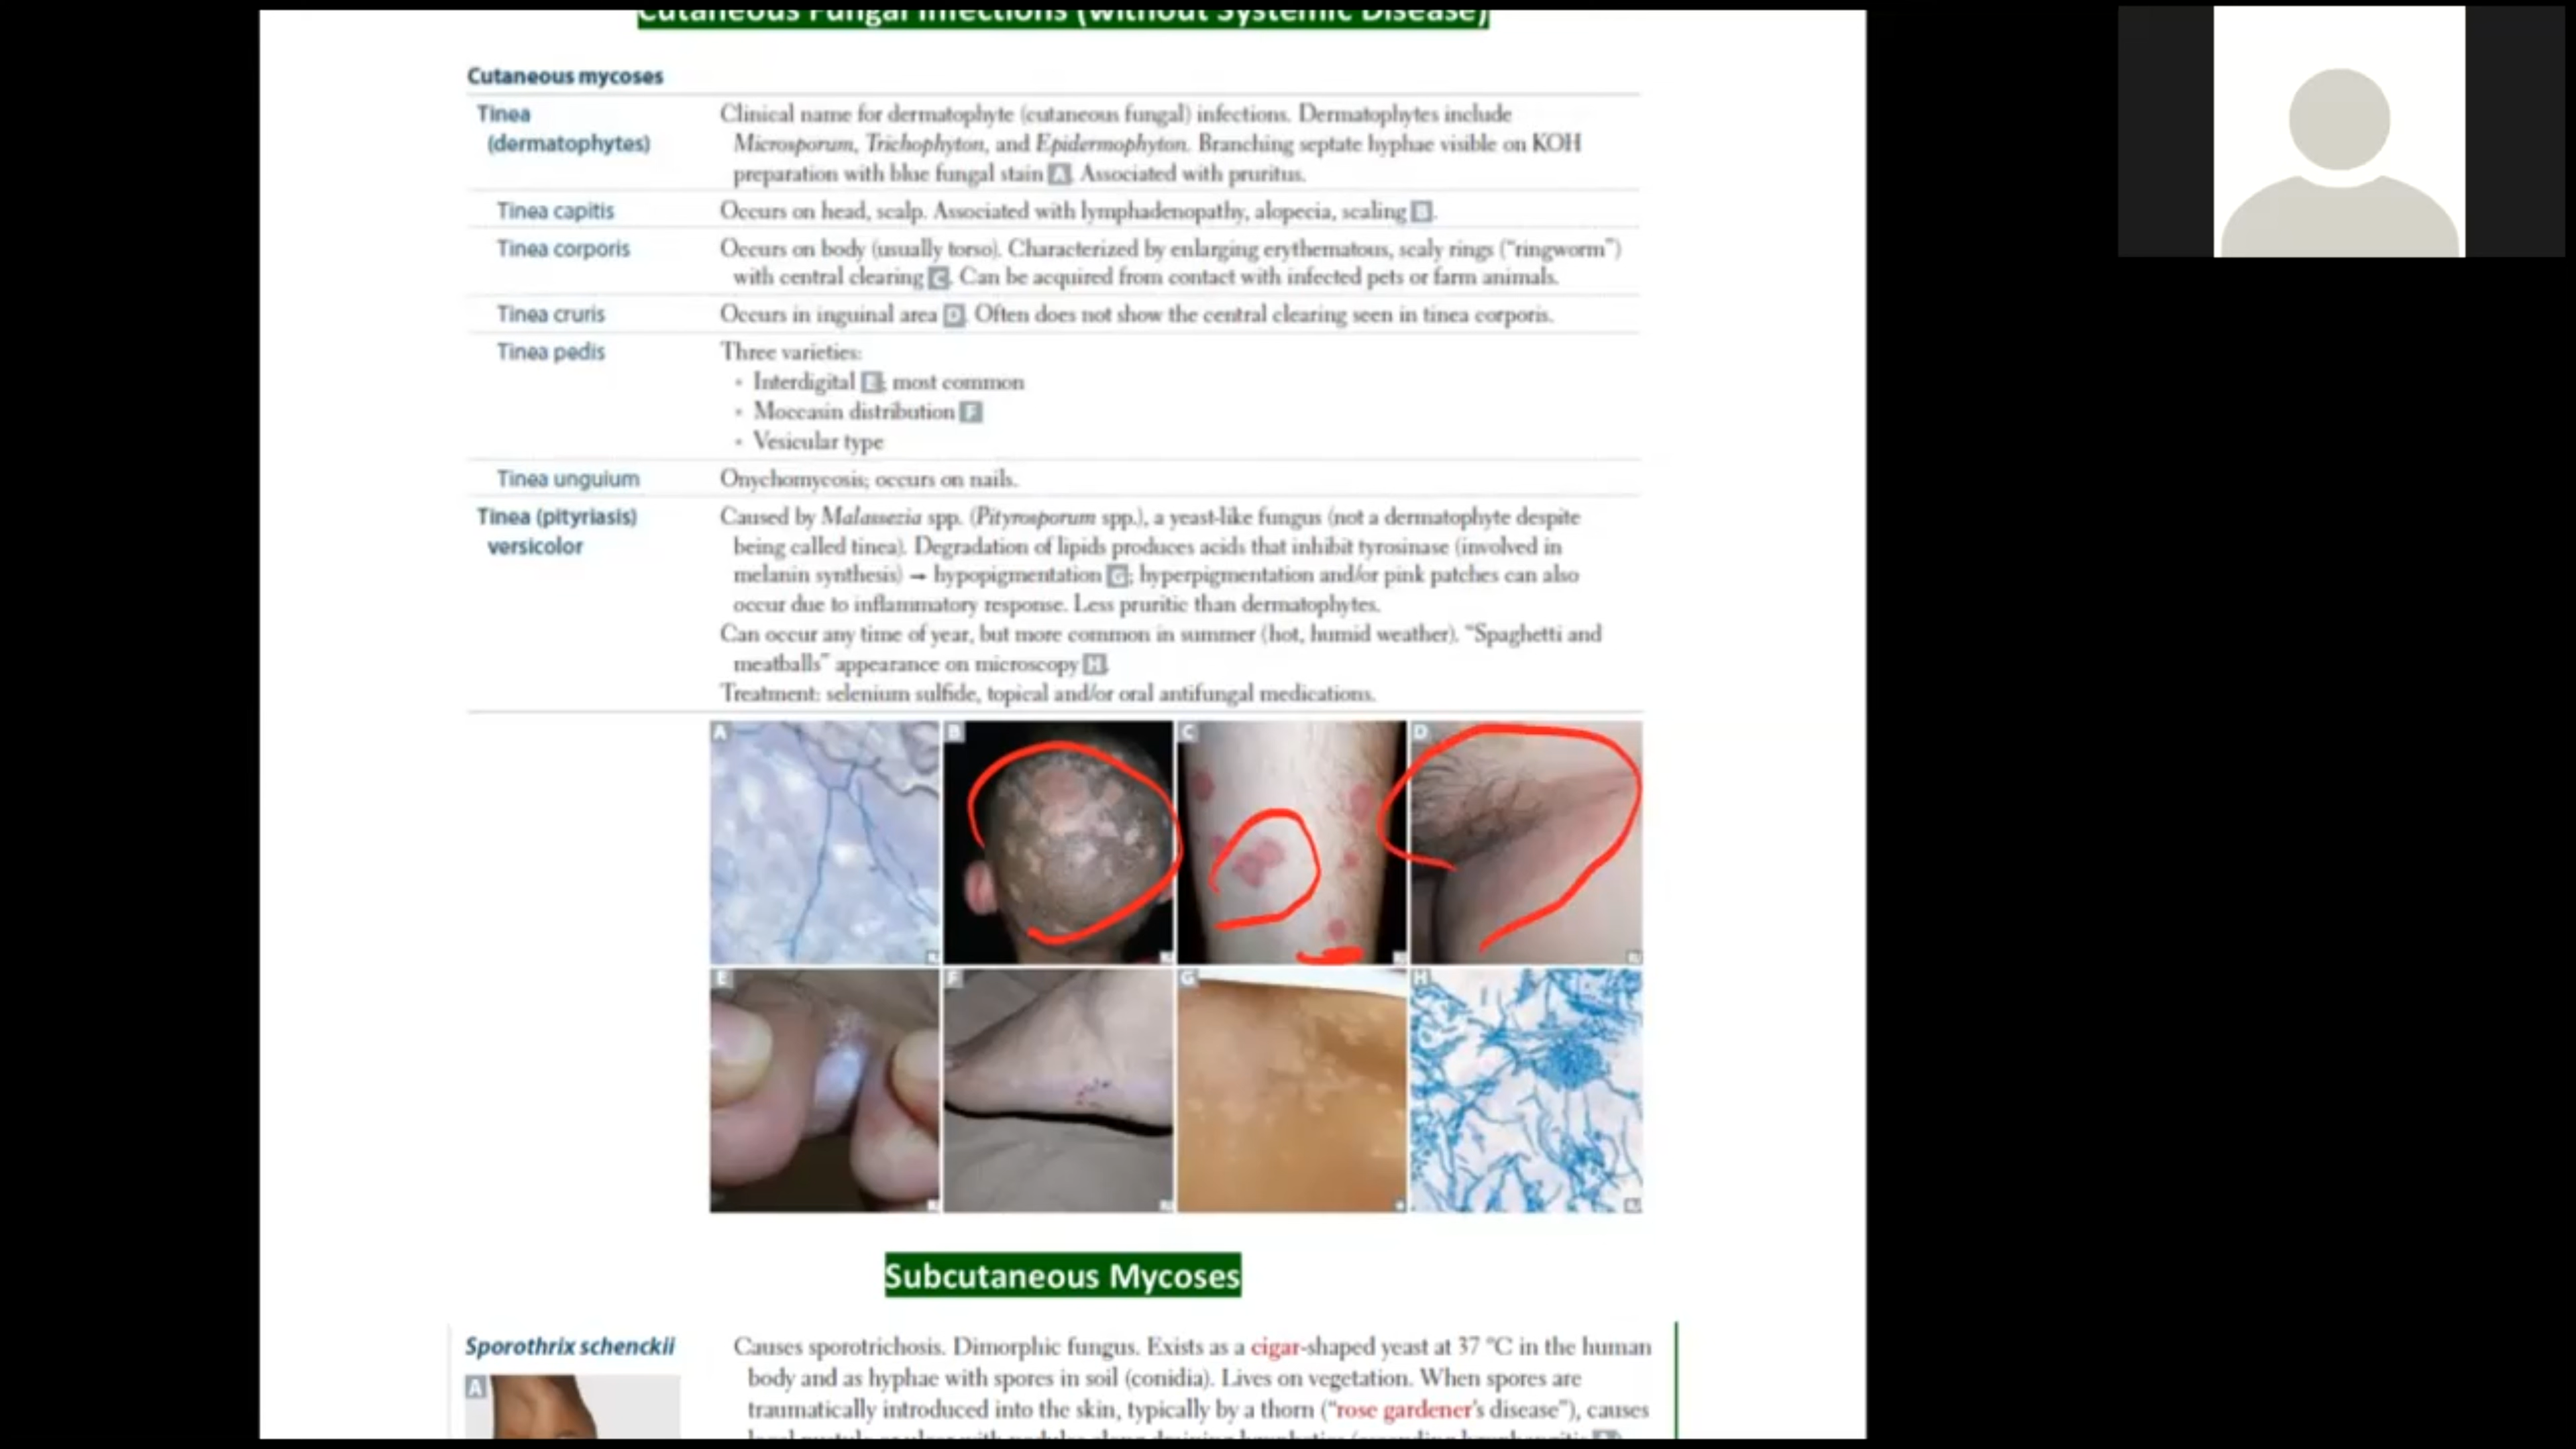 Cutaneous Fungal Infections (without Systemic Disease)
Cutaneous mycoses
Tinea
(dermatophytes)
Clinical name for dermatophyte (cutaneous fungal) infections. Dermatophytes include
Microsporum, Trichophyton, and Epidermophyton. Branching septate hyphae visible on KOH
preparation with blue fungal stain A. Associated with pruritus.
Tinea capitis
Occurs on head, scalp. Associated with lymphadenopathy, alopecia, scaling B.
Tinea corporis
Occurs on body (usually torso). Characterized by enlarging erythematous, scaly rings (“ringworm”)
with central clearing C. Can be acquired from contact with infected pets or farm animals.
Tinea cruris
Occurs in inguinal area D. Often does not show the central clearing seen in tinea corporis.
Tinea pedis
Three varieties:
• Interdigital E; most common
• Moccasin distribution F
• Vesicular type
Tinea unguium
Onychomycosis; occurs on nails.
Tinea (pityriasis)
versicolor
Caused by Malassezia spp. (Pityrosporum spp.), a yeast-like fungus (not a dermatophyte despite
being called tinea). Degradation of lipids produces acids that inhibit tyrosinase (involved in
melanin synthesis) → hypopigmentation G; hyperpigmentation and/or pink patches can also
occur due to inflammatory response. Less pruritic than dermatophytes.
Can occur any time of year, but more common in summer (hot, humid weather). “Spaghetti and
meatballs” appearance on microscopy H.
Treatment: selenium sulfide, topical and/or oral antifungal medications.
A B C D
E F G H
Subcutaneous Mycoses
Sporothrix schenckii
A
Causes sporotrichosis. Dimorphic fungus. Exists as a cigar-shaped yeast at 37 °C in the human
body and as hyphae with spores in soil (conidia). Lives on vegetation. When spores are
traumatically introduced into the skin, typically by a thorn (“rose gardener’s disease”), causes